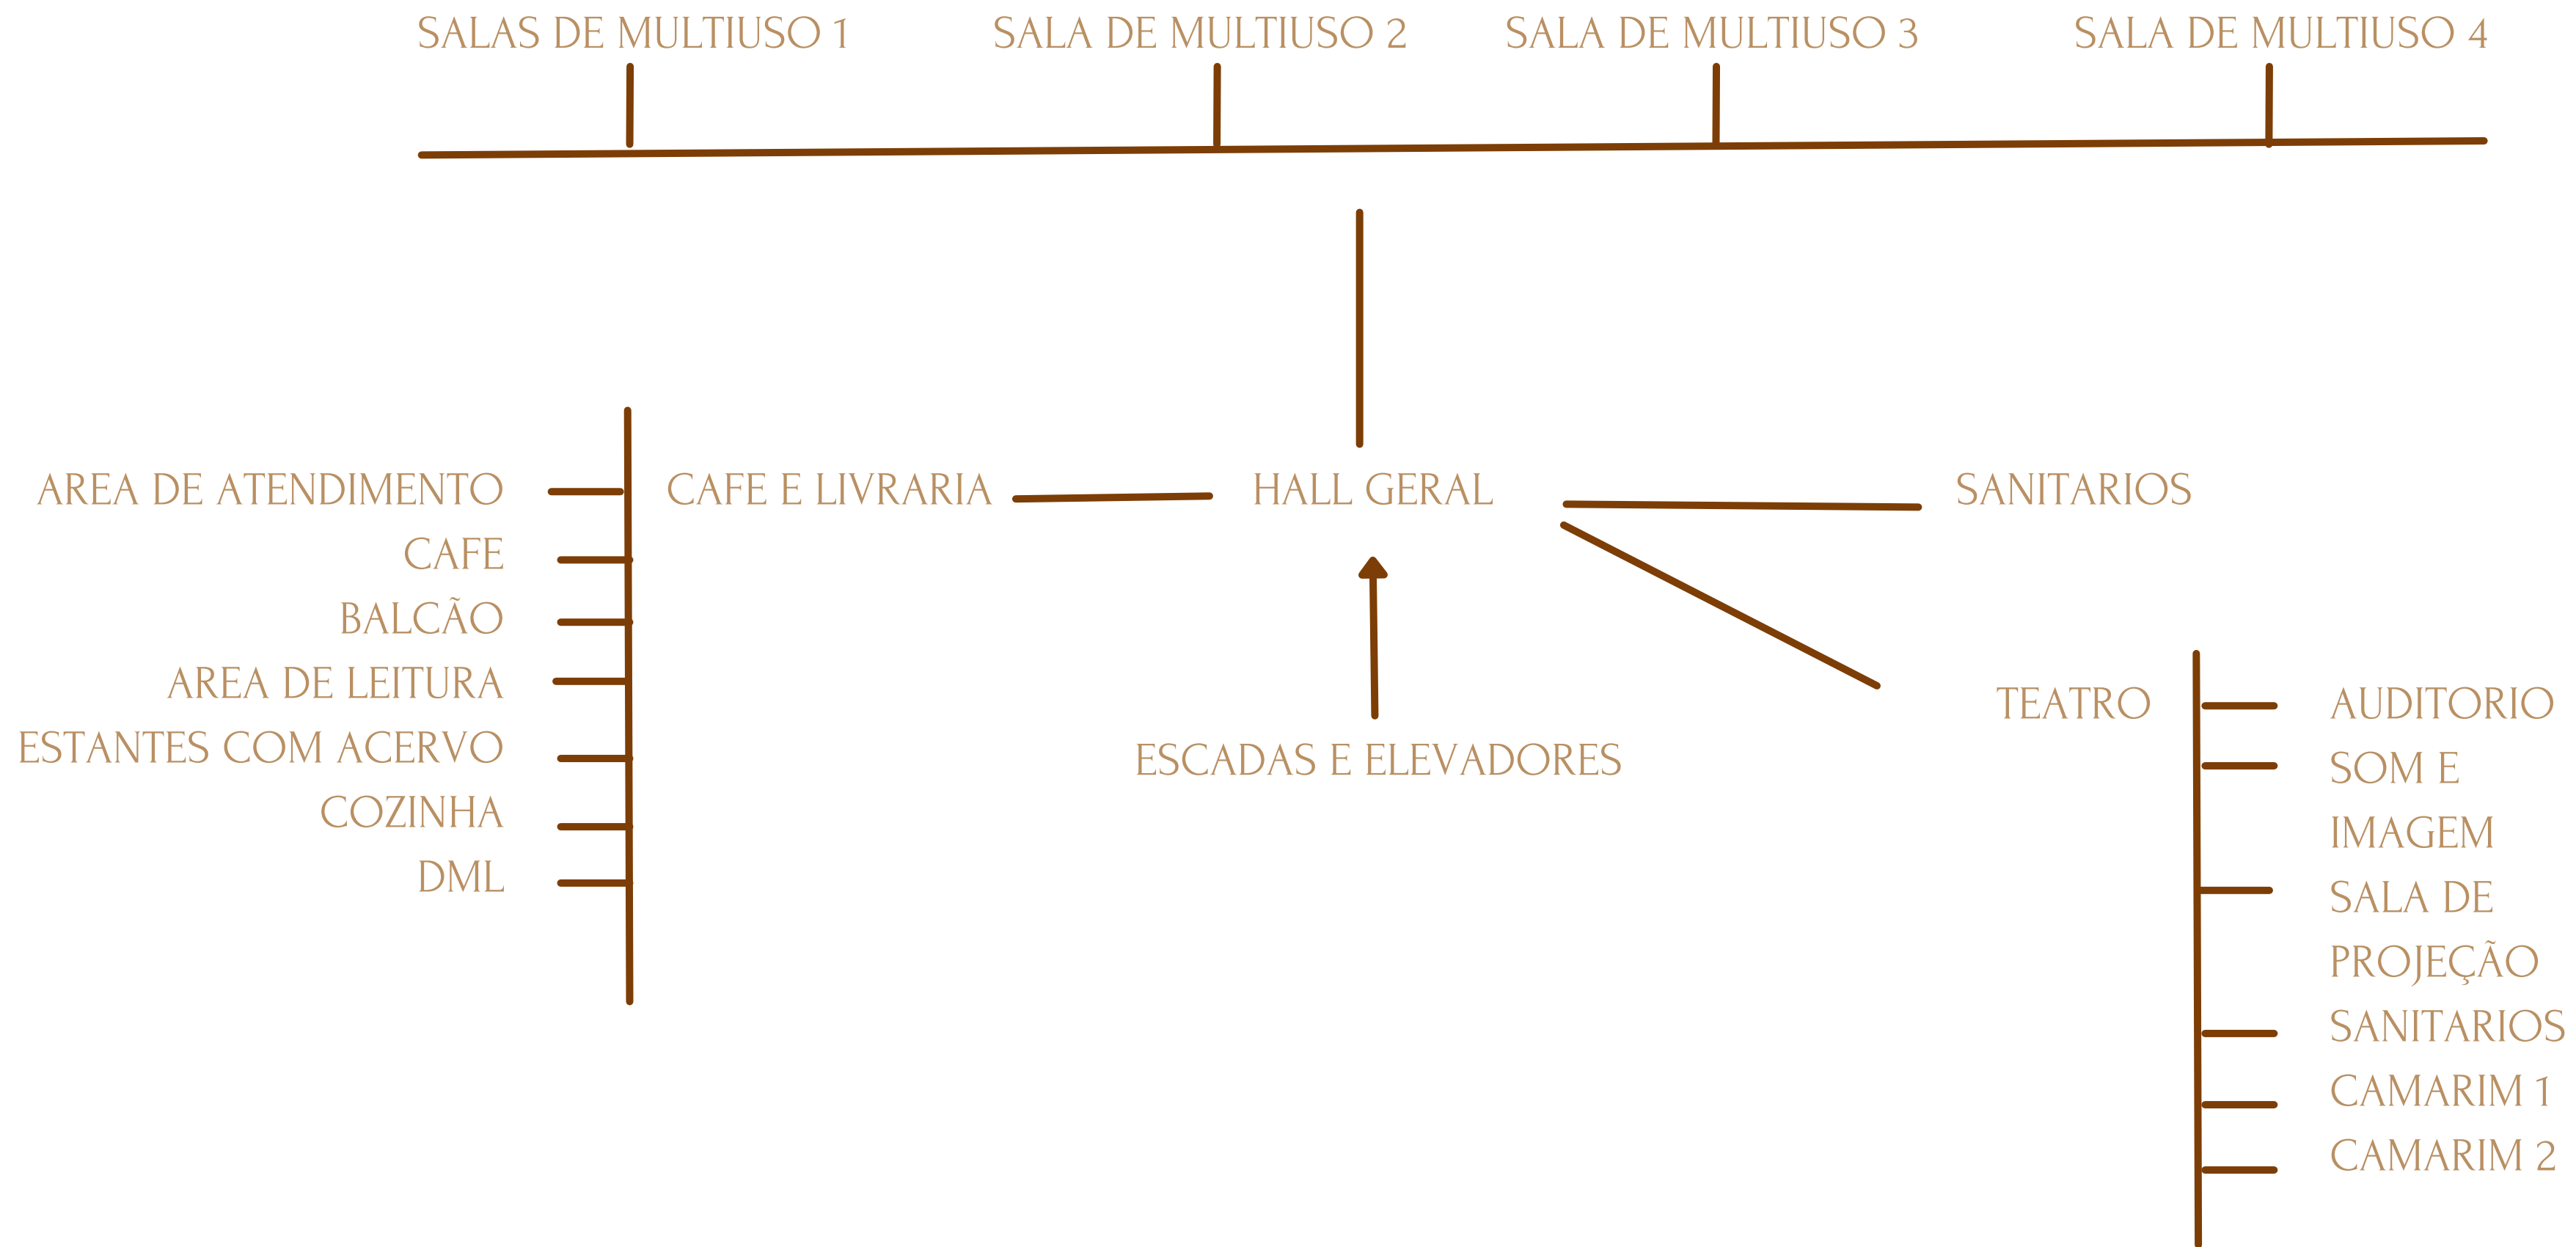 SALAS DE MULTIUSO 1
SALA DE MULTIUSO 2
SALA DE MULTIUSO 3
SALA DE MULTIUSO 4
AREA DE ATENDIMENTO
CAFE
BALCÃO
AREA DE LEITURA
ESTANTES COM ACERVO
COZINHA
DML
CAFE E LIVRARIA
HALL GERAL
ESCADAS E ELEVADORES
SANITARIOS
TEATRO
AUDITORIO
SOM E
IMAGEM
SALA DE
PROJEÇÃO
SANITARIOS
CAMARIM 1
CAMARIM 2